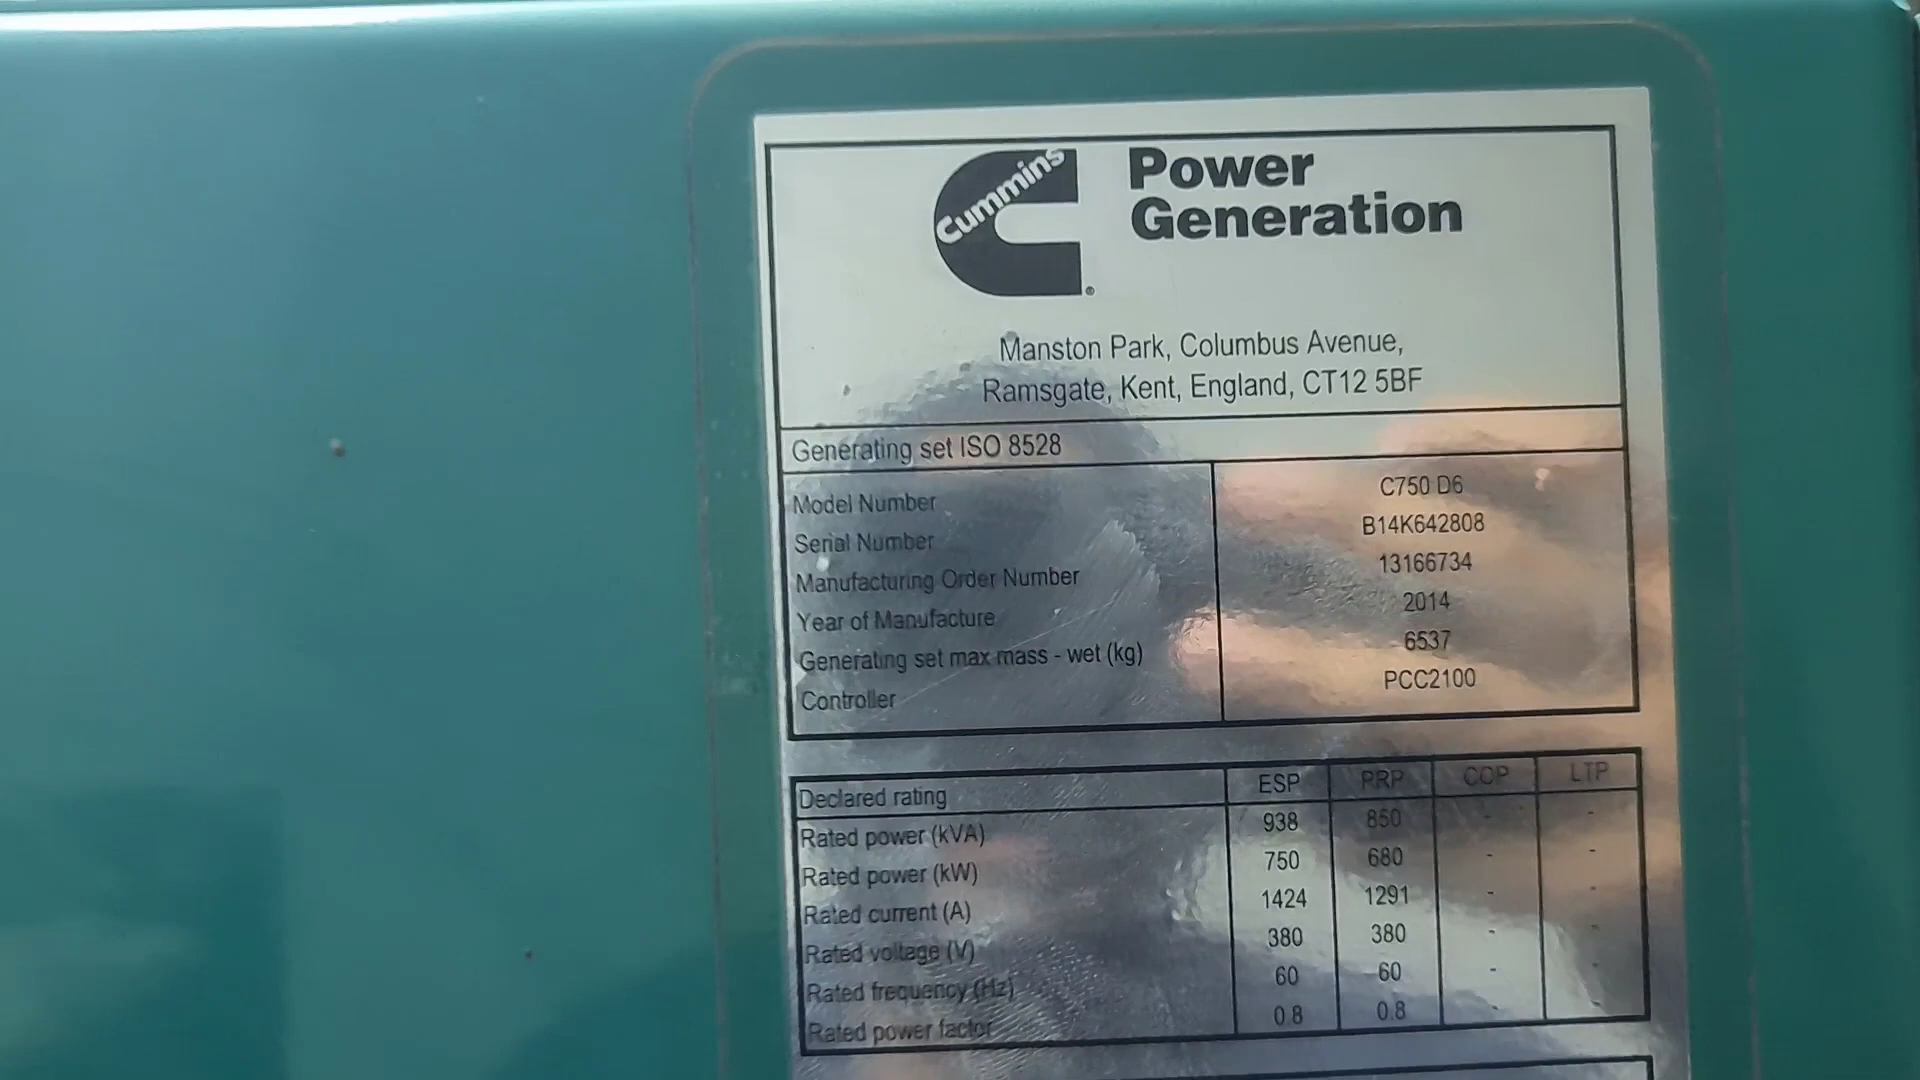 Cummins
Power
Generation
Manston Park, Columbus Avenue,
Ramsgate, Kent, England, CT12 5BF
Generating set ISO 8528
Model Number C750 D6
Serial Number B14K642808
Manufacturing Order Number 13166734
Year of Manufacture 2014
Generating set max mass - wet (kg) 6537
Controller PCC2100
Declared rating ESP PRP COP LTP
Rated power (kVA) 938 850 - -
Rated power (kW) 750 680 - -
Rated current (A) 1424 1291 - -
Rated voltage (V) 380 380 - -
Rated frequency (Hz) 60 60 - -
Rated power factor 0.8 0.8 - -